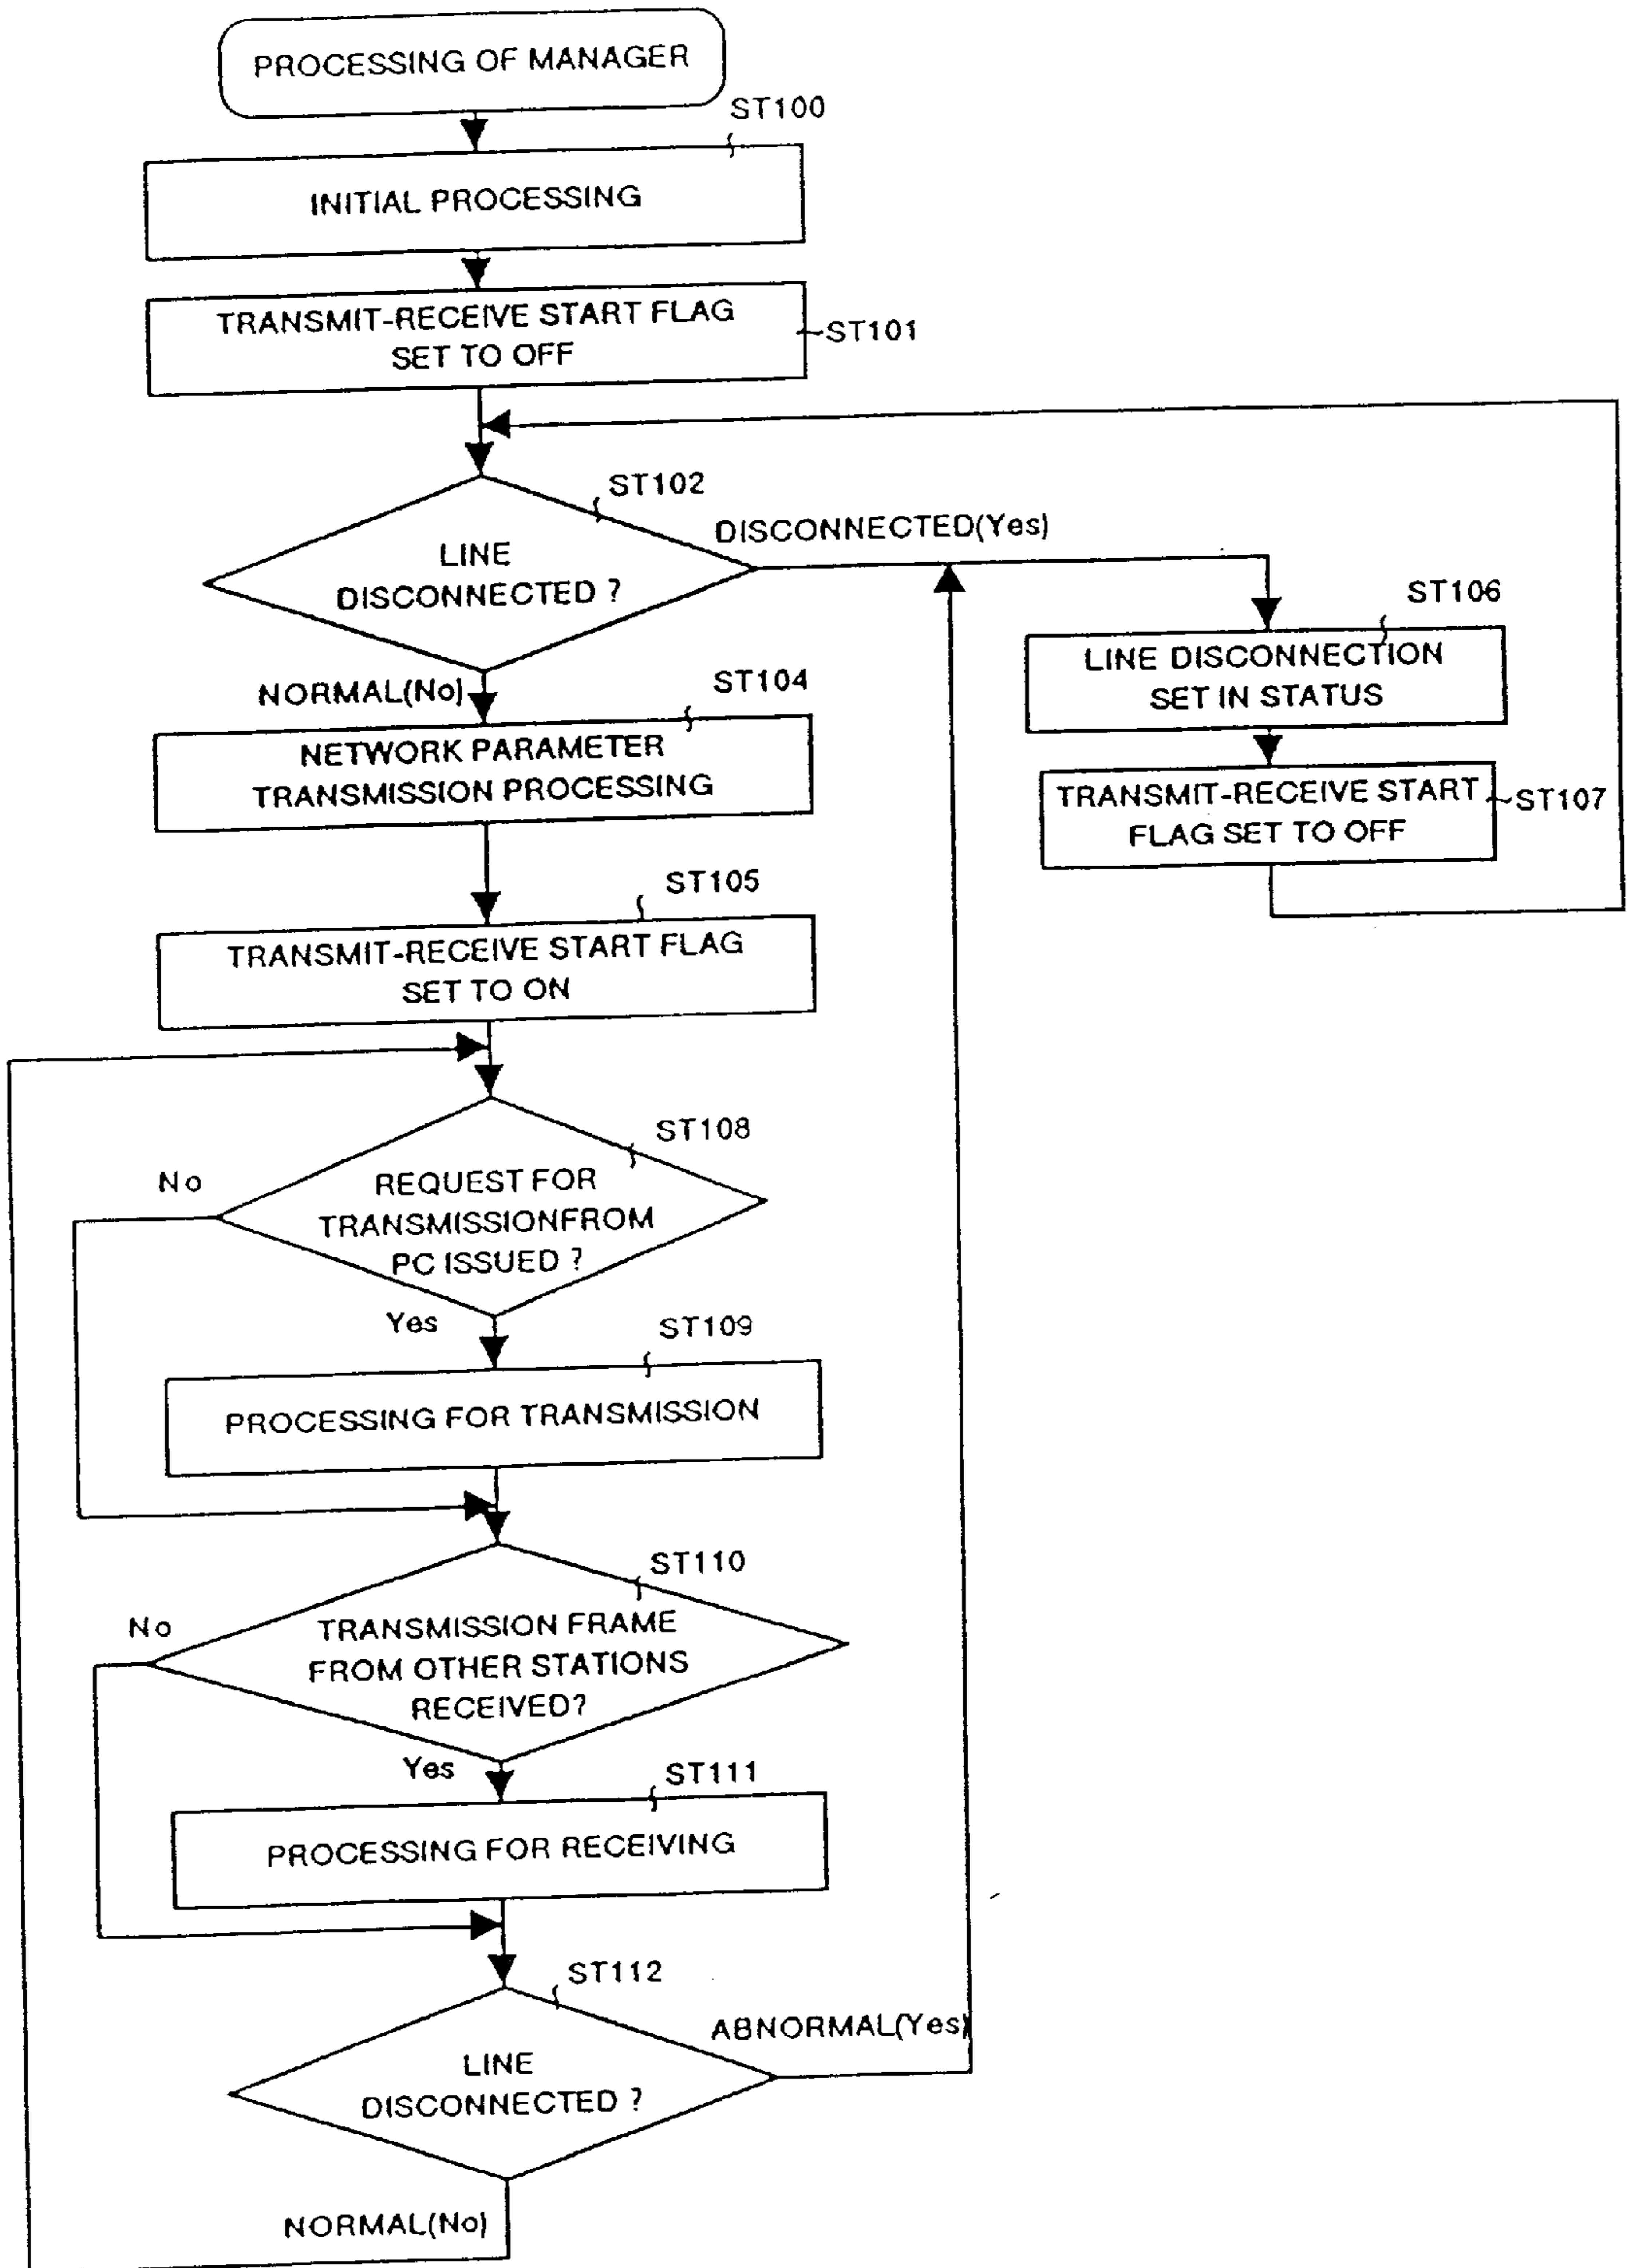 PROCESSING OF MANAGER
ST100
INITIAL PROCESSING
TRANSMIT-RECEIVE START FLAG
SET TO OFF
ST101
ST102
LINE
DISCONNECTED ?
DISCONNECTED(Yes)
NORMAL(No)
ST106
LINE DISCONNECTION
SET IN STATUS
TRANSMIT-RECEIVE START
FLAG SET TO OFF
ST107
ST104
NETWORK PARAMETER
TRANSMISSION PROCESSING
ST105
TRANSMIT-RECEIVE START FLAG
SET TO ON
ST108
No
REQUEST FOR
TRANSMISSIONFROM
PC ISSUED ?
Yes
ST109
PROCESSING FOR TRANSMISSION
ST110
No
TRANSMISSION FRAME
FROM OTHER STATIONS
RECEIVED?
Yes
ST111
PROCESSING FOR RECEIVING
ST112
ABNORMAL(Yes)
LINE
DISCONNECTED ?
NORMAL(No)